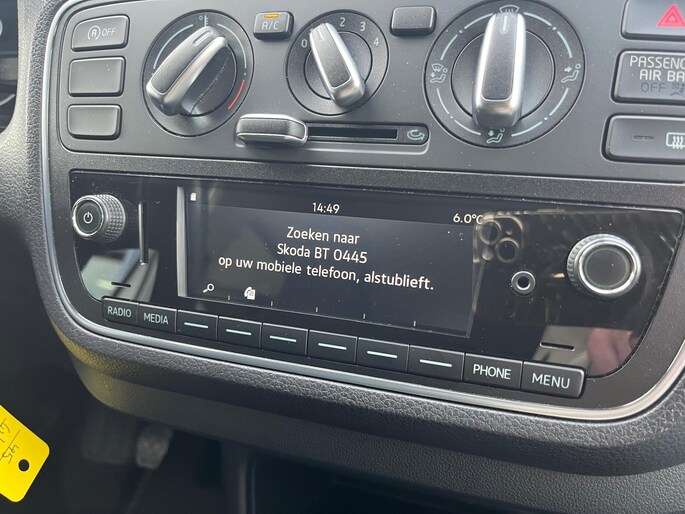 OFF
A/C
0 1 2 3 4
PASSENG
AIR BA
OFF
14:49
6.0°C
Zoeken naar
Skoda BT 0445
op uw mobiele telefoon, alstublieft.
RADIO
MEDIA
PHONE
MENU